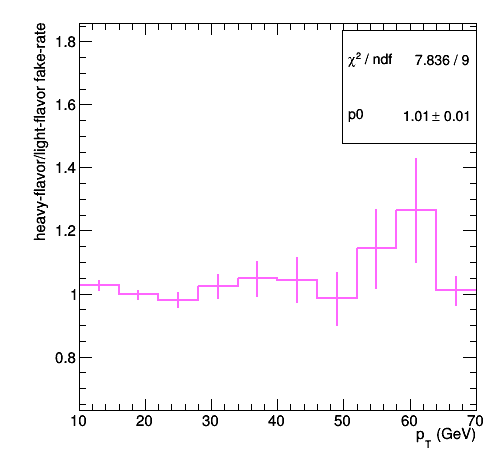 heavy-flavor/light-flavor fake-rate
χ² / ndf 7.836 / 9
p0 1.01 ± 0.01
1.8
1.6
1.4
1.2
1
0.8
10 20 30 40 50 60 70
p_T (GeV)